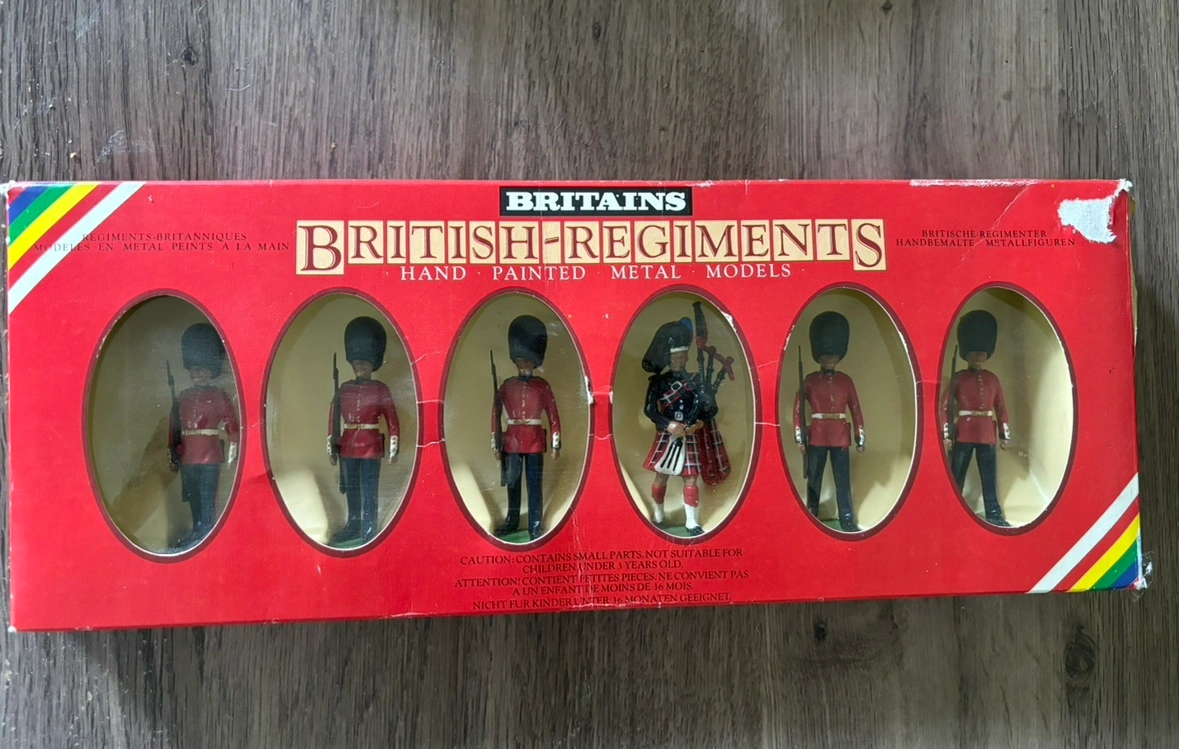 BRITAINS
REGIMENTS-BRITANNIQUES
MODELES EN METAL PEINTS A LA MAIN
BRITISH-REGIMENTS
HAND · PAINTED · METAL · MODELS
BRITISCHE-REGIMENTER
HANDBEMALTE METALLFIGUREN
CAUTION: CONTAINS SMALL PARTS. NOT SUITABLE FOR
CHILDREN UNDER 3 YEARS OLD.
ATTENTION: CONTIENT PETITES PIECES. NE CONVIENT PAS
A UN ENFANT DE MOINS DE 36 MOIS.
NICHT FUR KINDER UNTER 36 MONATEN GEEIGNET.